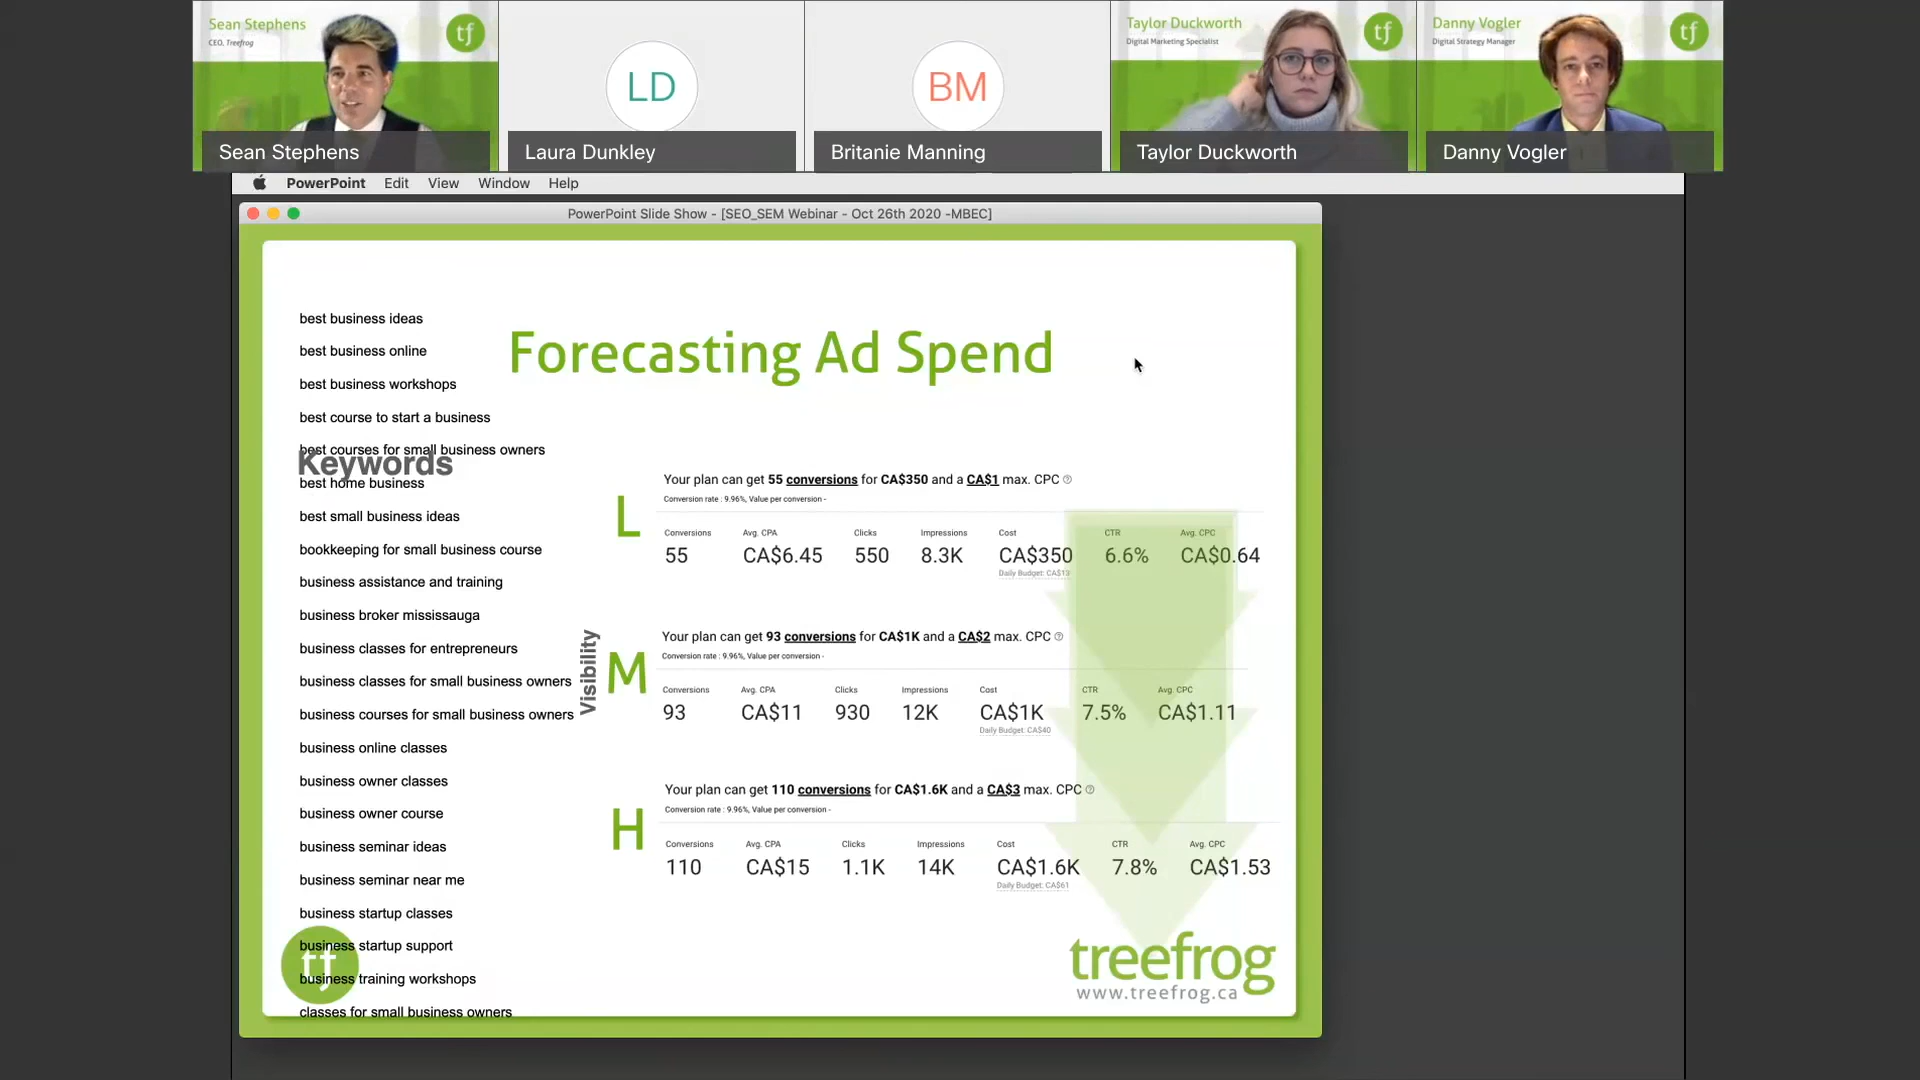 Sean Stephens
CEO, Treefrog
tf
Sean Stephens
LD
Laura Dunkley
BM
Britanie Manning
Taylor Duckworth
Digital Marketing Specialist
tf
Taylor Duckworth
Danny Vogler
Digital Strategy Manager
tf
Danny Vogler
PowerPoint Edit View Window Help
PowerPoint Slide Show - [SEO_SEM Webinar - Oct 26th 2020 -MBEC]
Forecasting Ad Spend
best business ideas
best business online
best business workshops
best course to start a business
best courses for small business owners
Keywords
best home business
best small business ideas
bookkeeping for small business course
business assistance and training
business broker mississauga
business classes for entrepreneurs
business classes for small business owners
business courses for small business owners
business online classes
business owner classes
business owner course
business seminar ideas
business seminar near me
business startup classes
business startup support
business training workshops
classes for small business owners
tf
Visibility
L
Your plan can get 55 conversions for CA$350 and a CA$1 max. CPC
Conversion rate : 9.96%, Value per conversion -
Conversions Avg. CPA Clicks Impressions Cost CTR Avg. CPC
55 CA$6.45 550 8.3K CA$350 6.6% CA$0.64
Daily Budget: CA$13
M
Your plan can get 93 conversions for CA$1K and a CA$2 max. CPC
Conversion rate : 9.96%, Value per conversion -
Conversions Avg. CPA Clicks Impressions Cost CTR Avg. CPC
93 CA$11 930 12K CA$1K 7.5% CA$1.11
Daily Budget: CA$40
H
Your plan can get 110 conversions for CA$1.6K and a CA$3 max. CPC
Conversion rate : 9.96%, Value per conversion -
Conversions Avg. CPA Clicks Impressions Cost CTR Avg. CPC
110 CA$15 1.1K 14K CA$1.6K 7.8% CA$1.53
Daily Budget: CA$61
treefrog
www.treefrog.ca